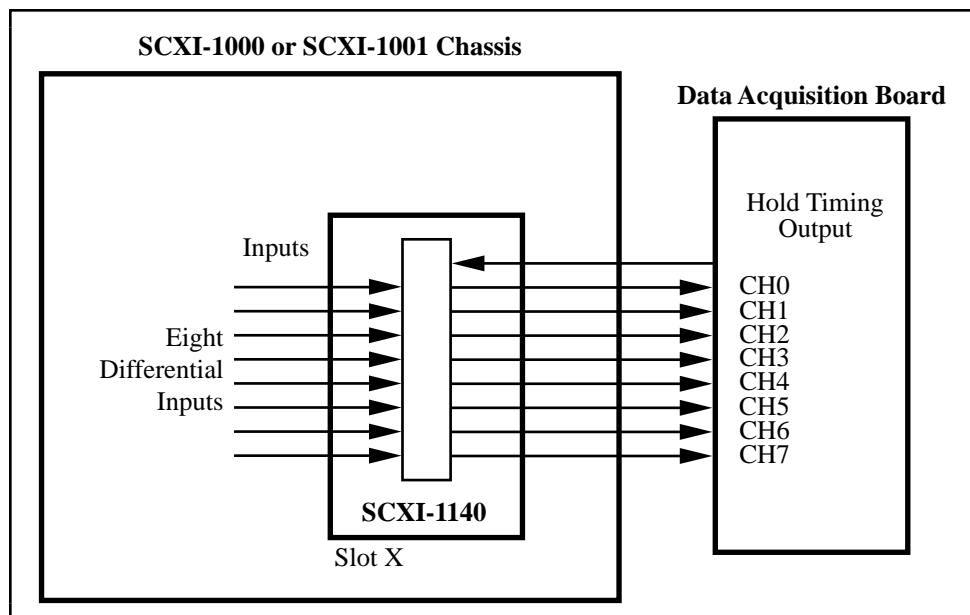 SCXI-1000 or SCXI-1001 Chassis
Data Acquisition Board
Hold Timing
Output
Inputs
CH0
CH1
CH2
CH3
CH4
CH5
CH6
CH7
Eight
Differential
Inputs
SCXI-1140
Slot X